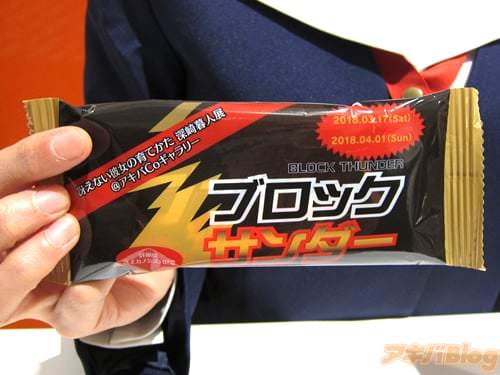 冴えない彼女の育てかた 深崎暮人展
@アキバCoギャラリー
2018.03.17(Sat)
2018.04.01(Sun)
BLOCK THUNDER
ブロック
サンダー
アキバBlog